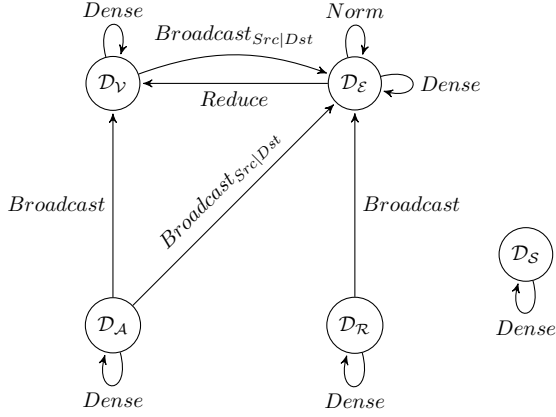 Dense
Norm
Broadcast_{Src|Dst}
𝒟_𝒱
𝒟_ℰ
Dense
Reduce
Broadcast_{Src|Dst}
Broadcast
Broadcast
𝒟_𝒮
𝒟_𝒜
𝒟_ℛ
Dense
Dense
Dense